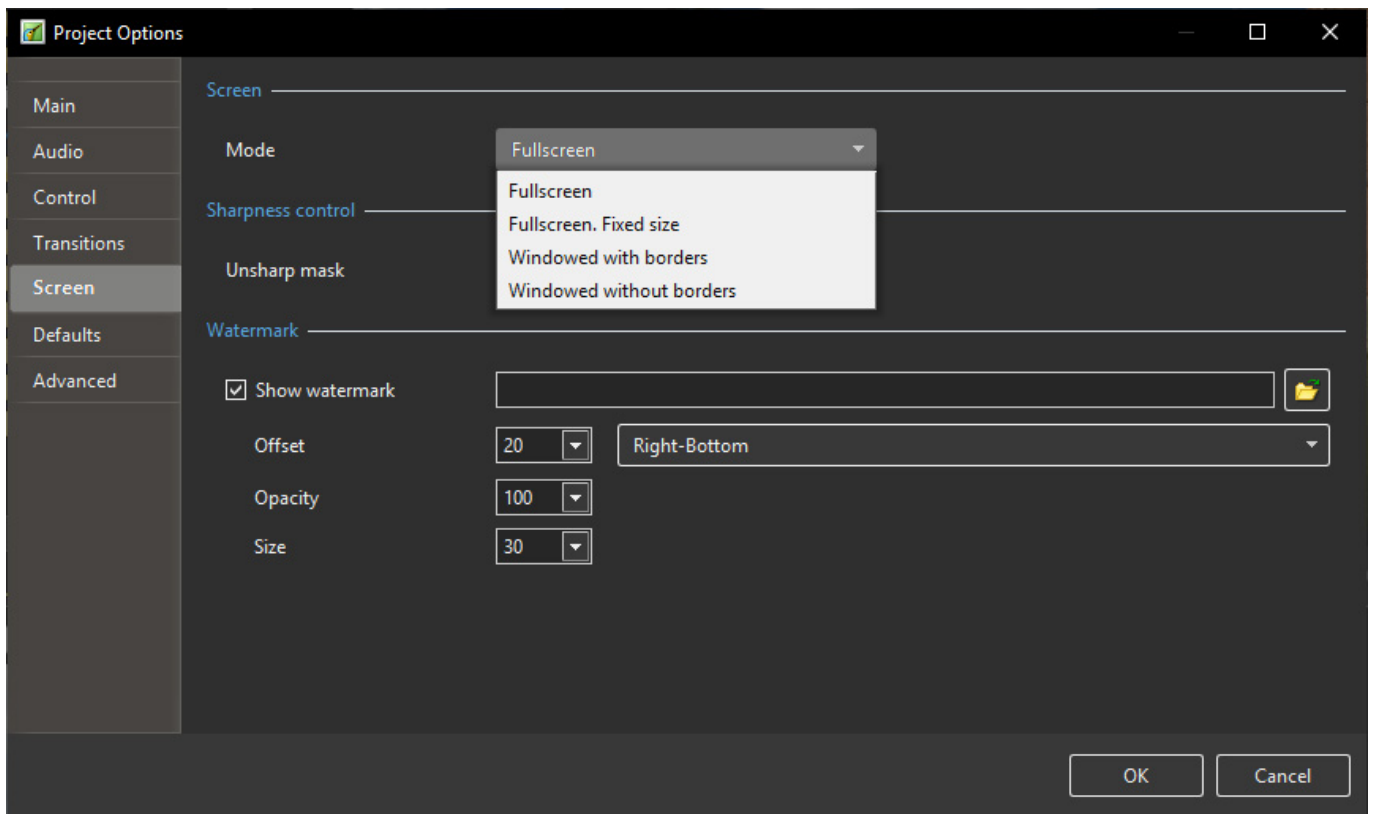 Project Options
Main
Audio
Control
Transitions
Screen
Defaults
Advanced
Screen
Mode
Fullscreen
Fullscreen
Fullscreen. Fixed size
Windowed with borders
Windowed without borders
Sharpness control
Unsharp mask
Watermark
Show watermark
Offset
20
Right-Bottom
Opacity
100
Size
30
OK
Cancel